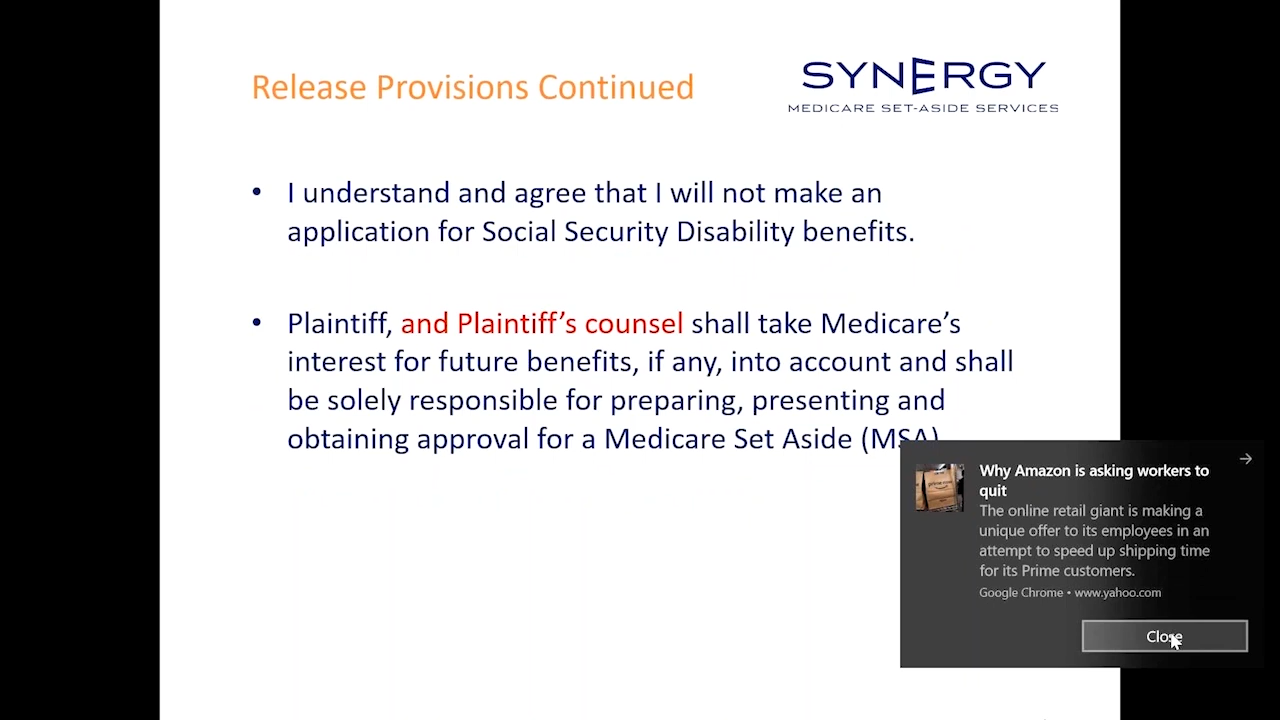 Release Provisions Continued
SYNERGY
MEDICARE SET-ASIDE SERVICES
• I understand and agree that I will not make an
application for Social Security Disability benefits.
• Plaintiff, and Plaintiff’s counsel shall take Medicare’s
interest for future benefits, if any, into account and shall
be solely responsible for preparing, presenting and
obtaining approval for a Medicare Set Aside (MSA)
Why Amazon is asking workers to
quit
The online retail giant is making a
unique offer to its employees in an
attempt to speed up shipping time
for its Prime customers.
Google Chrome • www.yahoo.com
Close